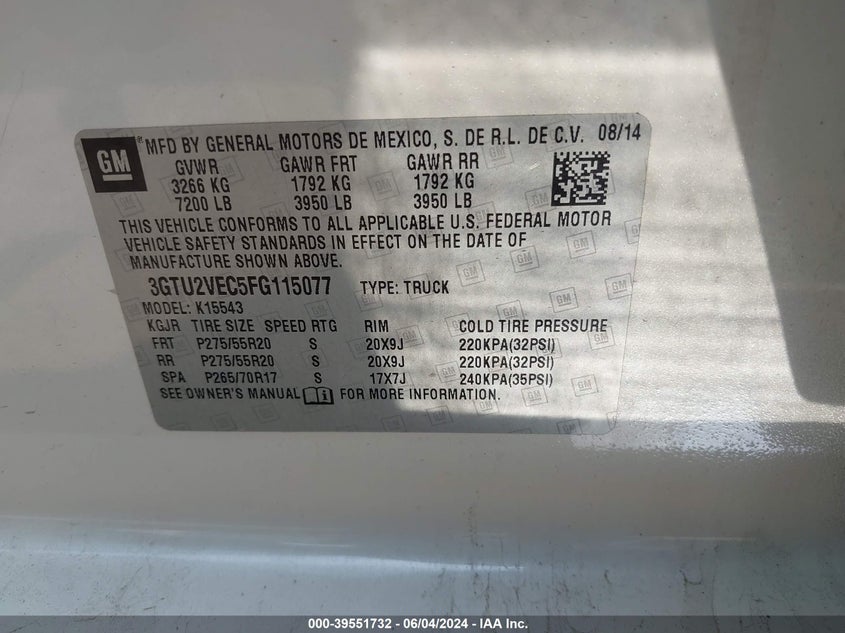 GM
MFD BY GENERAL MOTORS DE MEXICO, S. DE R.L. DE C.V. 08/14
GVWR GAWR FRT GAWR RR
3266 KG 1792 KG 1792 KG
7200 LB 3950 LB 3950 LB
THIS VEHICLE CONFORMS TO ALL APPLICABLE U.S. FEDERAL MOTOR
VEHICLE SAFETY STANDARDS IN EFFECT ON THE DATE OF
MANUFACTURE SHOWN ABOVE.
3GTU2VEC5FG115077 TYPE: TRUCK
MODEL: K15543
KGJR TIRE SIZE SPEED RTG RIM COLD TIRE PRESSURE
FRT P275/55R20 S 20X9J 220KPA(32PSI)
RR P275/55R20 S 20X9J 220KPA(32PSI)
SPA P265/70R17 S 17X7J 240KPA(35PSI)
SEE OWNER'S MANUAL FOR MORE INFORMATION.
000-39551732 - 06/04/2024 - IAA Inc.